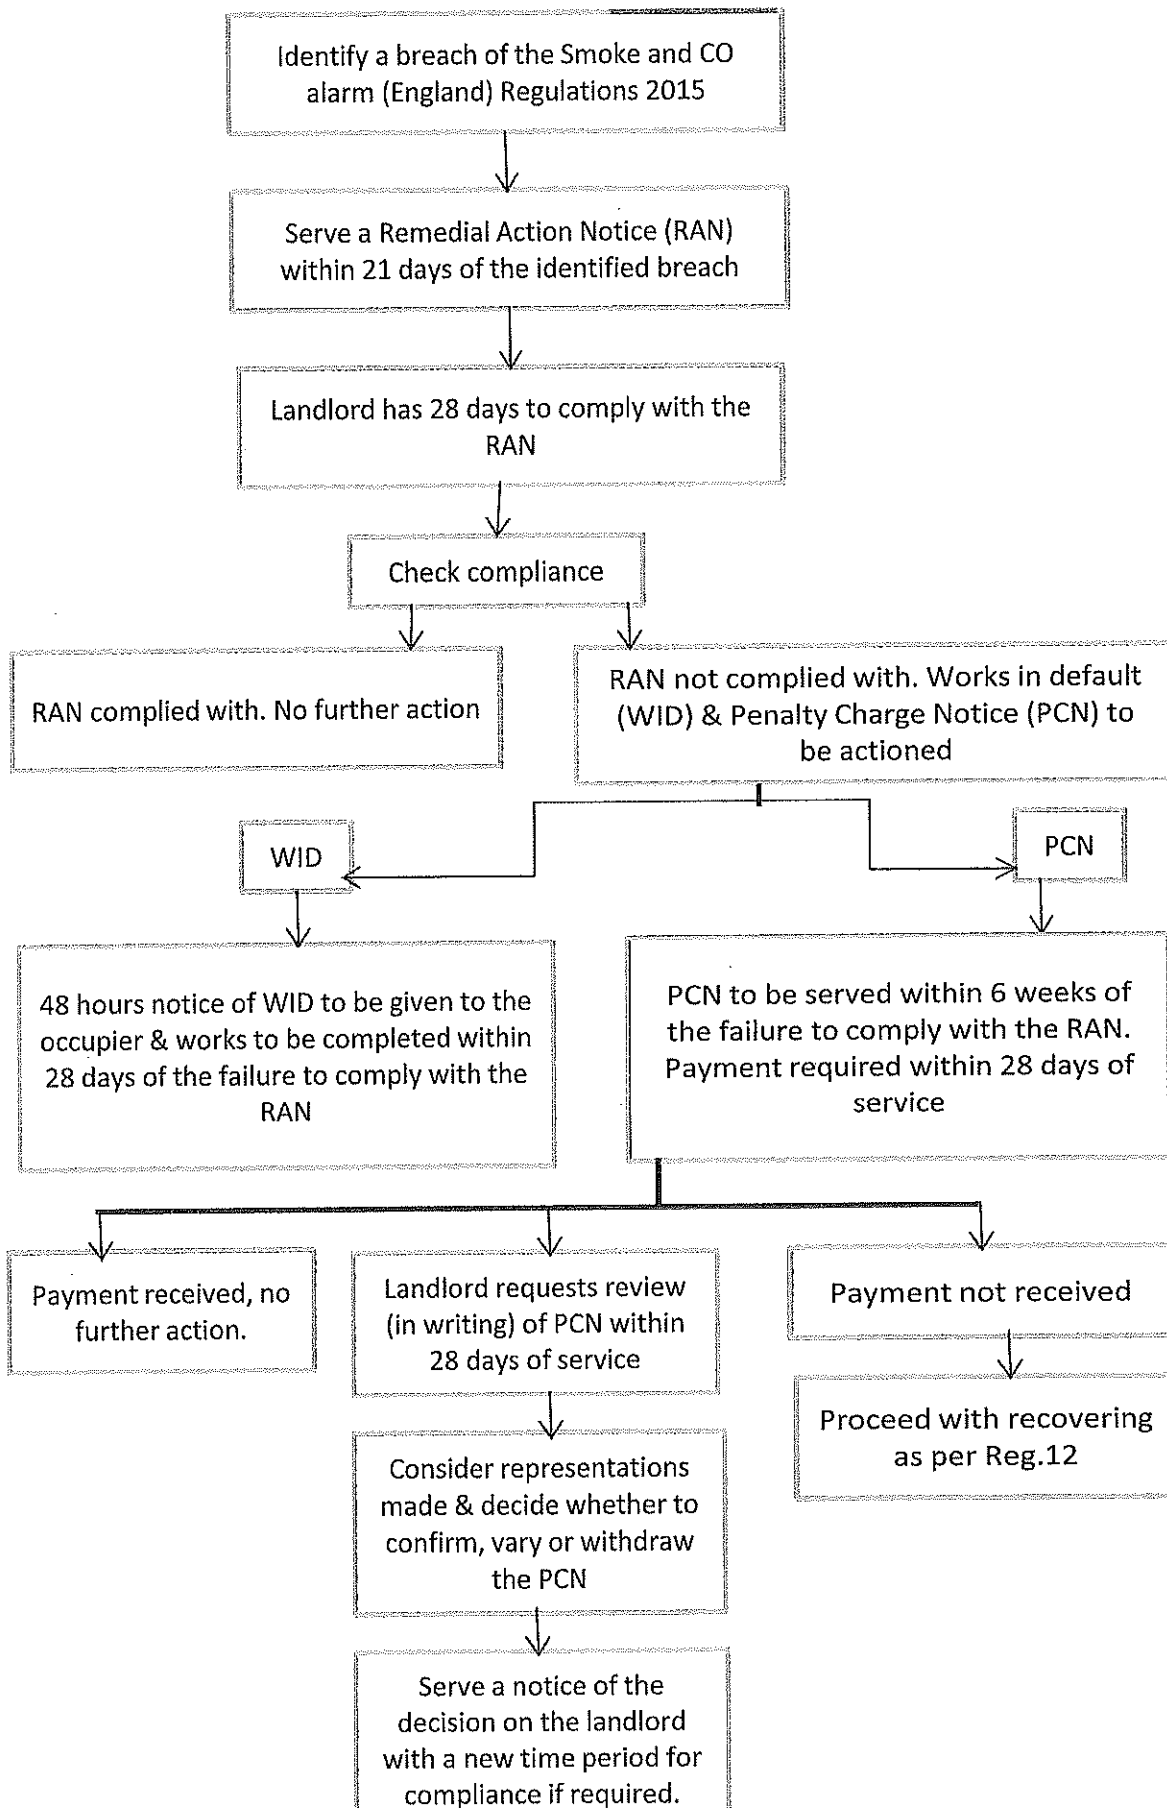 Identify a breach of the Smoke and CO
alarm (England) Regulations 2015
Serve a Remedial Action Notice (RAN)
within 21 days of the identified breach
Landlord has 28 days to comply with the
RAN
Check compliance
RAN complied with. No further action
RAN not complied with. Works in default
(WID) & Penalty Charge Notice (PCN) to
be actioned
WID
PCN
48 hours notice of WID to be given to the
occupier & works to be completed within
28 days of the failure to comply with the
RAN
PCN to be served within 6 weeks of
the failure to comply with the RAN.
Payment required within 28 days of
service
Payment received, no
further action.
Landlord requests review
(in writing) of PCN within
28 days of service
Payment not received
Proceed with recovering
as per Reg.12
Consider representations
made & decide whether to
confirm, vary or withdraw
the PCN
Serve a notice of the
decision on the landlord
with a new time period for
compliance if required.